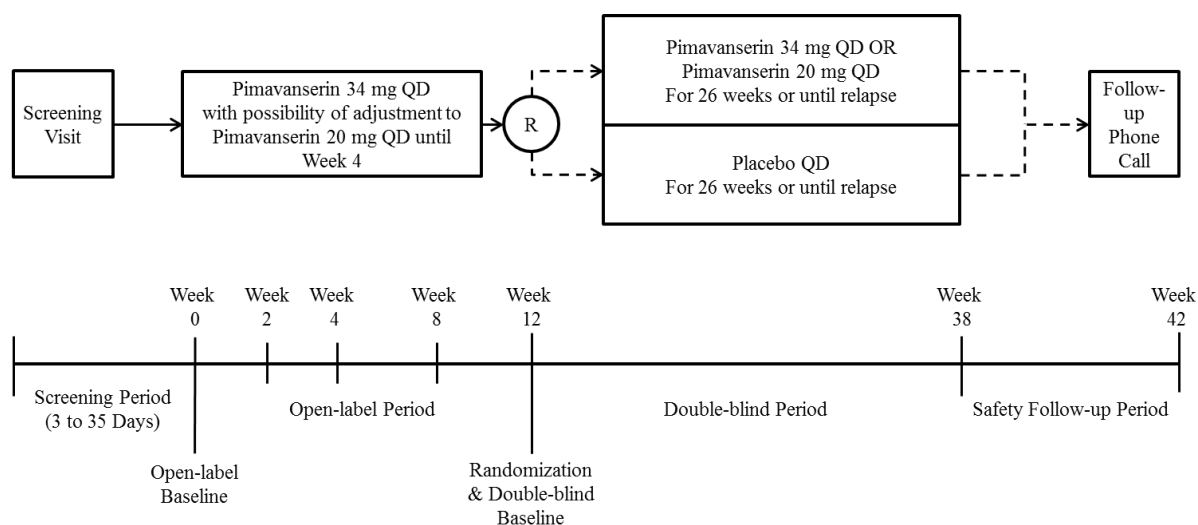 Screening
Visit
Pimavanserin 34 mg QD
with possibility of adjustment to
Pimavanserin 20 mg QD until
Week 4
R
Pimavanserin 34 mg QD OR
Pimavanserin 20 mg QD
For 26 weeks or until relapse
Placebo QD
For 26 weeks or until relapse
Follow-
up
Phone
Call
Week
0
Week
2
Week
4
Week
8
Week
12
Week
38
Week
42
Screening Period
(3 to 35 Days)
Open-label Period
Double-blind Period
Safety Follow-up Period
Open-label
Baseline
Randomization
& Double-blind
Baseline